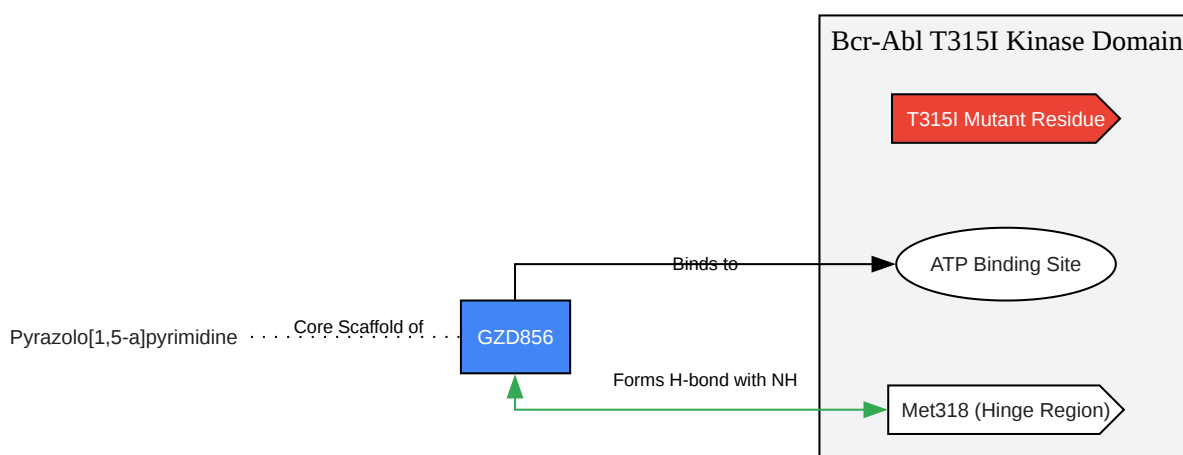 Bcr-Abl T315I Kinase Domain
T315I Mutant Residue
Binds to
ATP Binding Site
Pyrazolo[1,5-a]pyrimidine
Core Scaffold of
GZD856
Forms H-bond with NH
Met318 (Hinge Region)